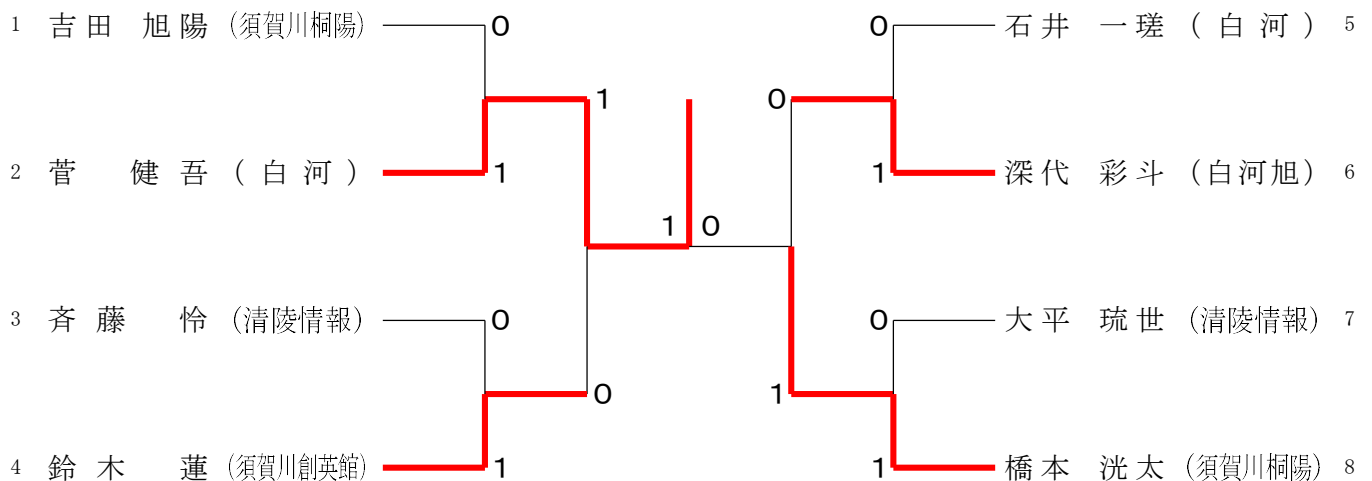 1 吉田 旭陽 (須賀川桐陽) 0
0 石井 一瑳 (白河) 5
1
0
2 菅 健吾 (白河) 1
1 深代 彩斗 (白河旭) 6
1 0
3 斉藤 怜 (清陵情報) 0
0 大平 琉世 (清陵情報) 7
0
1
4 鈴木 蓮 (須賀川創英館) 1
1 橋本 洸太 (須賀川桐陽) 8